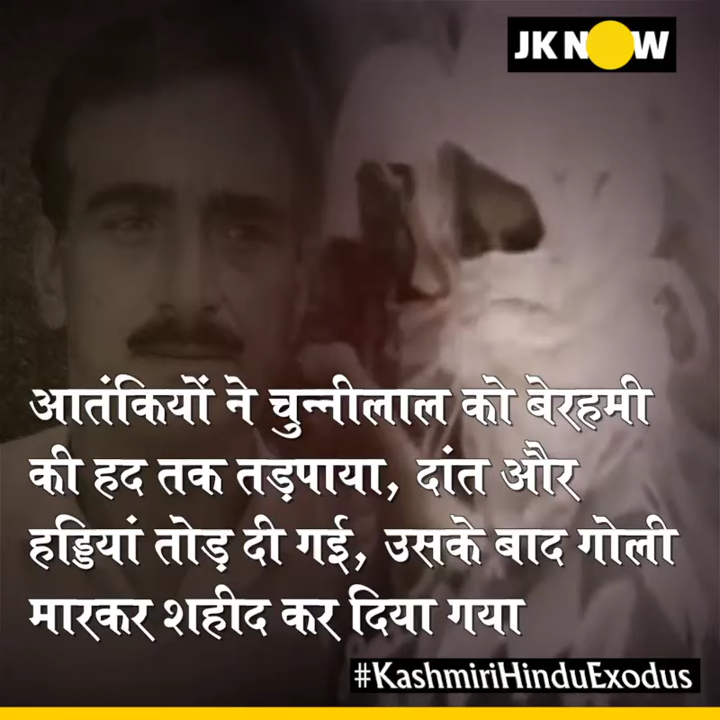 JK NOW
आतंकियों ने चुन्नीलाल को बेरहमी
की हद तक तड़पाया, दांत और
हड्डियां तोड़ दी गई, उसके बाद गोली
मारकर शहीद कर दिया गया
#KashmiriHinduExodus